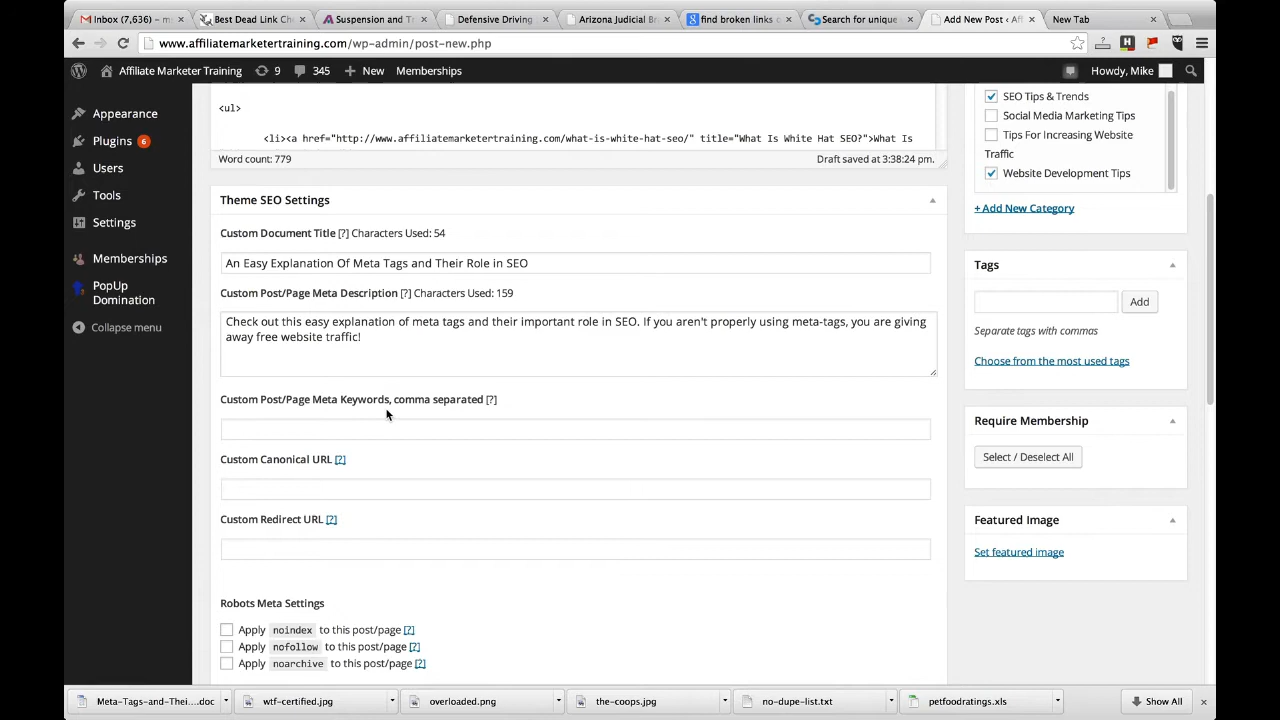 Inbox (7,636) – m
Best Dead Link Che
Suspension and Ti
Defensive Driving
Arizona Judicial Br
find broken links o
Search for unique
Add New Post ‹ Aff
New Tab
www.affiliatemarketertraining.com/wp-admin/post-new.php
Affiliate Marketer Training 9 345 New Memberships Howdy, Mike
Appearance
Plugins 6
Users
Tools
Settings
Memberships
PopUp
Domination
Collapse menu
<ul>
<li><a href="http://www.affiliatemarketertraining.com/what-is-white-hat-seo/" title="What Is White Hat SEO?">What Is
Word count: 779 Draft saved at 3:38:24 pm.
Theme SEO Settings
Custom Document Title [?] Characters Used: 54
An Easy Explanation Of Meta Tags and Their Role in SEO
Custom Post/Page Meta Description [?] Characters Used: 159
Check out this easy explanation of meta tags and their important role in SEO. If you aren't properly using meta-tags, you are giving
away free website traffic!
Custom Post/Page Meta Keywords, comma separated [?]
Custom Canonical URL [?]
Custom Redirect URL [?]
Robots Meta Settings
Apply noindex to this post/page [?]
Apply nofollow to this post/page [?]
Apply noarchive to this post/page [?]
SEO Tips & Trends
Social Media Marketing Tips
Tips For Increasing Website
Traffic
Website Development Tips
+ Add New Category
Tags
Add
Separate tags with commas
Choose from the most used tags
Require Membership
Select / Deselect All
Featured Image
Set featured image
Meta-Tags-and-Thei....doc
wtf-certified.jpg
overloaded.png
the-coops.jpg
no-dupe-list.txt
petfoodratings.xls
Show All